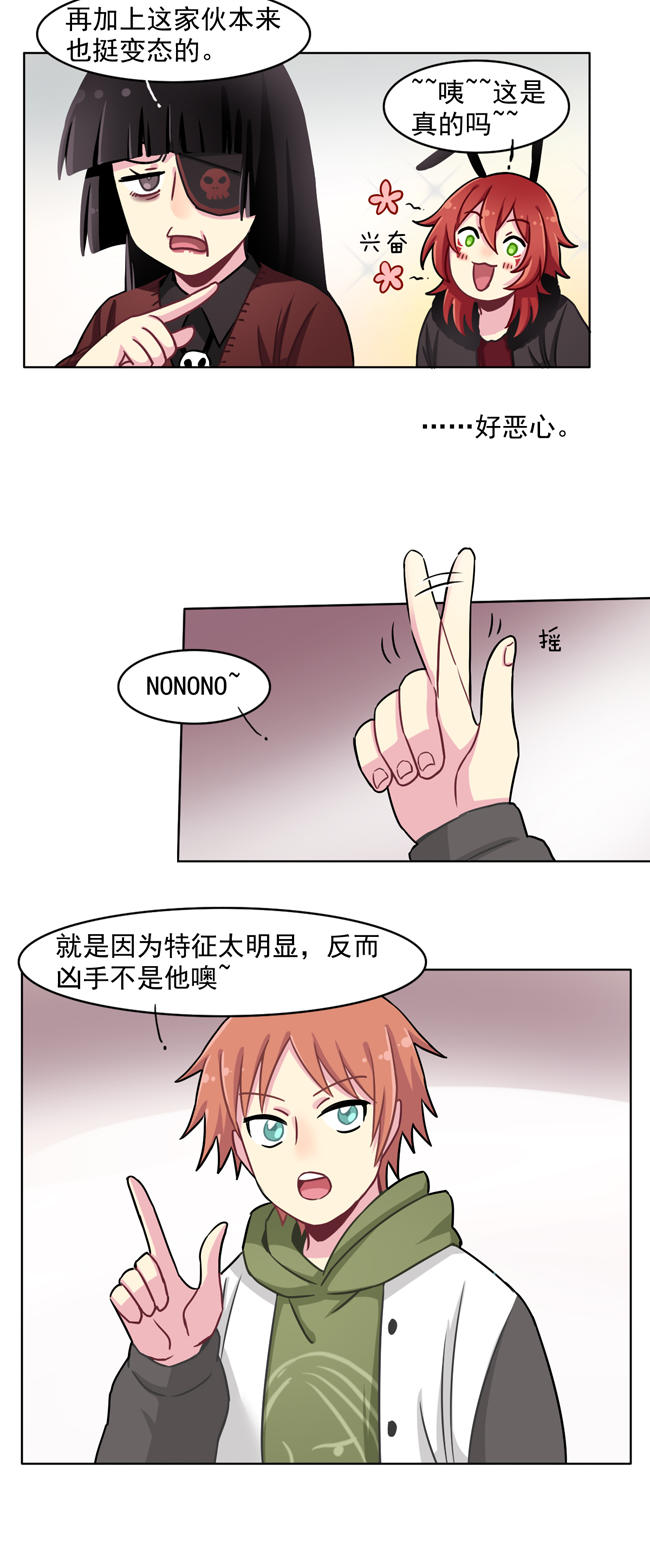 再加上这家伙本来
也挺变态的。
~~咦~~这是
真的吗~~
兴奋
······好恶心。
摇
NONONO~
就是因为特征太明显，反而
凶手不是他噢~